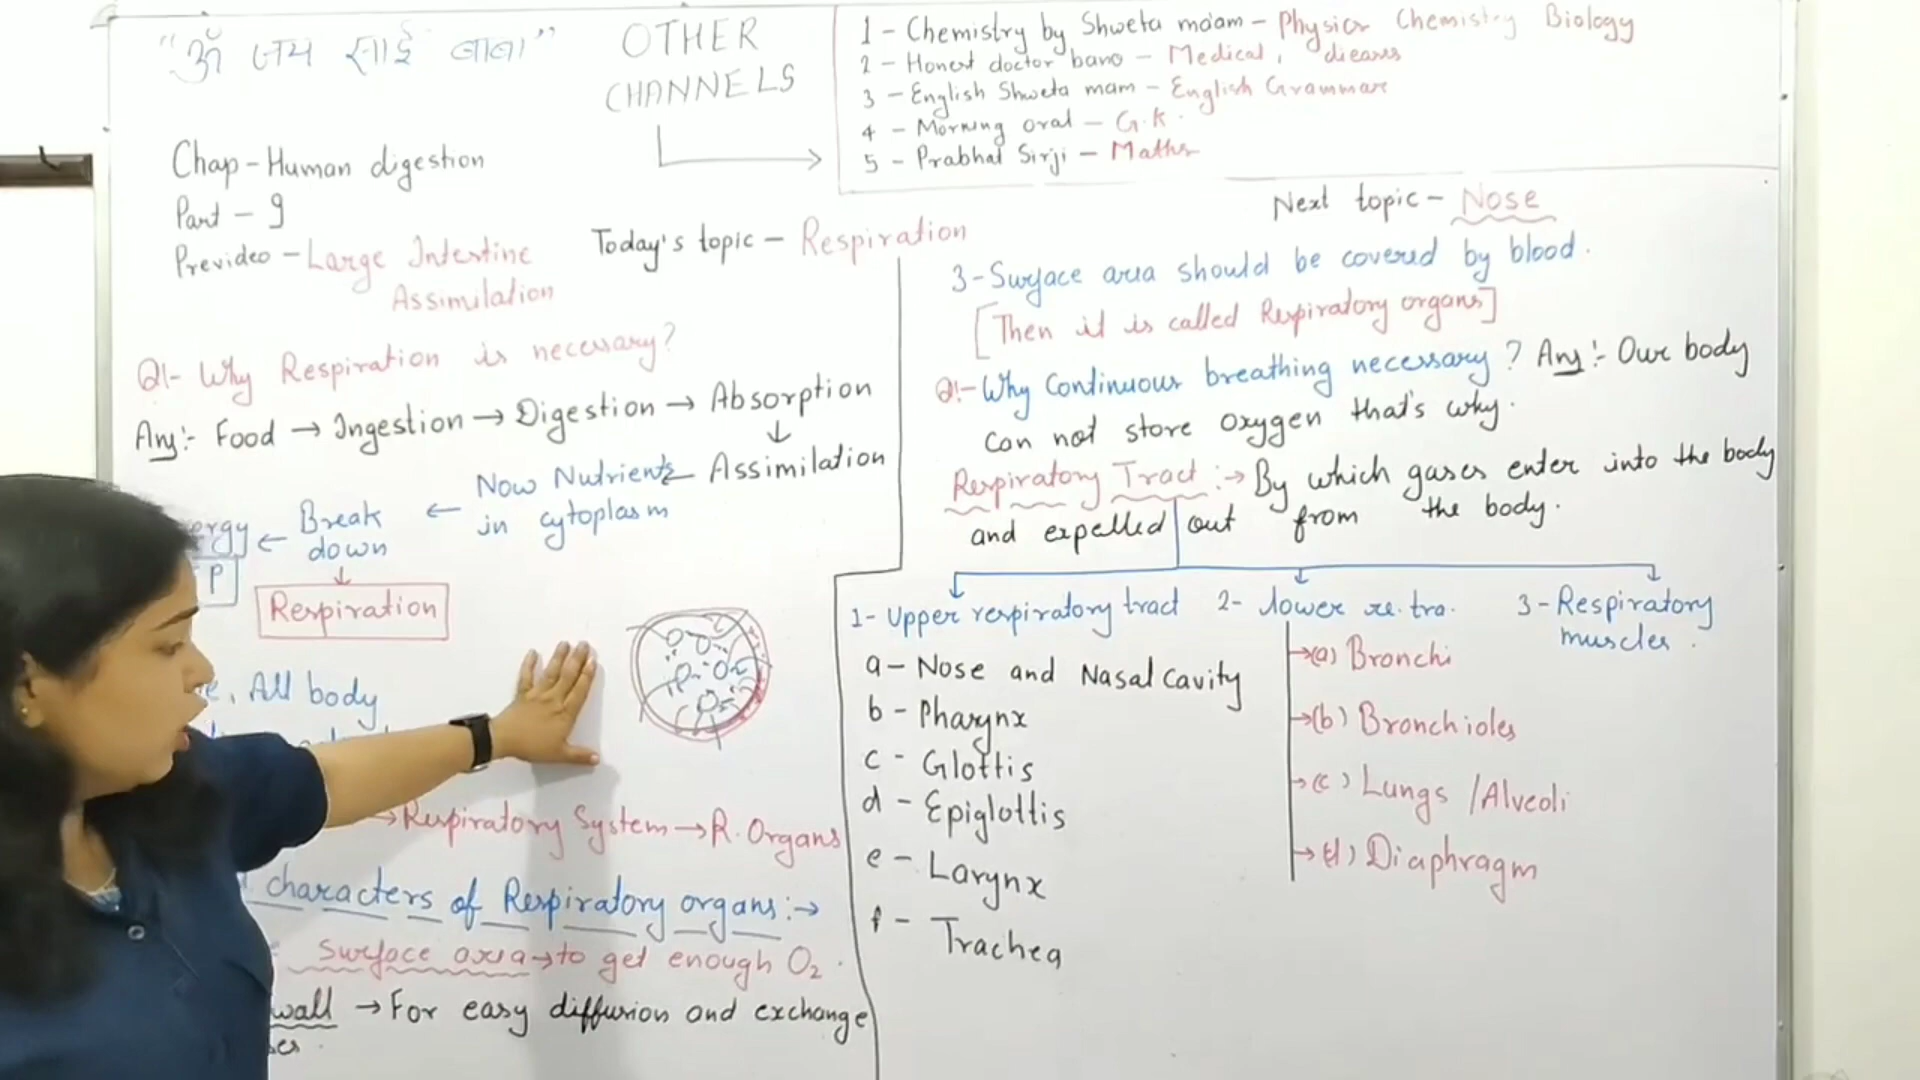 "ॐ जय साई बाबा"
OTHER
CHANNELS
1 - Chemistry by Shweta ma'am - Physics Chemistry Biology
2 - Honest doctor bano - Medical, dieases
3 - English Shweta mam - English Grammar
4 - Morning oral - G.K.
5 - Prabhat Sirji - Maths
Chap - Human digestion
Part - 9
Prevideo - Large Intestine
Assimilation
Today's topic - Respiration
Q1- Why Respiration is necessary?
Ans:- Food → Ingestion → Digestion → Absorption
↓
Now Nutrients ← Assimilation
in cytoplasm
← Break
down
ergy ←
P
↓
Respiration
All body
→ Respiratory System → R. Organs
characters of Respiratory organs:→
Surface area → to get enough O2.
wall → For easy diffusion and exchange
Next topic - Nose
3 - Surface area should be covered by blood.
[Then it is called Respiratory organs]
Q!- Why Continuous breathing necessary? Ans!- Our body
can not store oxygen that's why.
Respiratory Tract :→ By which gases enter into the body
and expelled out from the body.
1- Upper respiratory tract
a - Nose and Nasal Cavity
b - Pharynx
c - Glottis
d - Epiglottis
e - Larynx
f - Trachea
2- lower re. tra.
→(a) Bronchi
→(b) Bronchioles
→(c) Lungs /Alveoli
→(d) Diaphragm
3 - Respiratory
muscles.